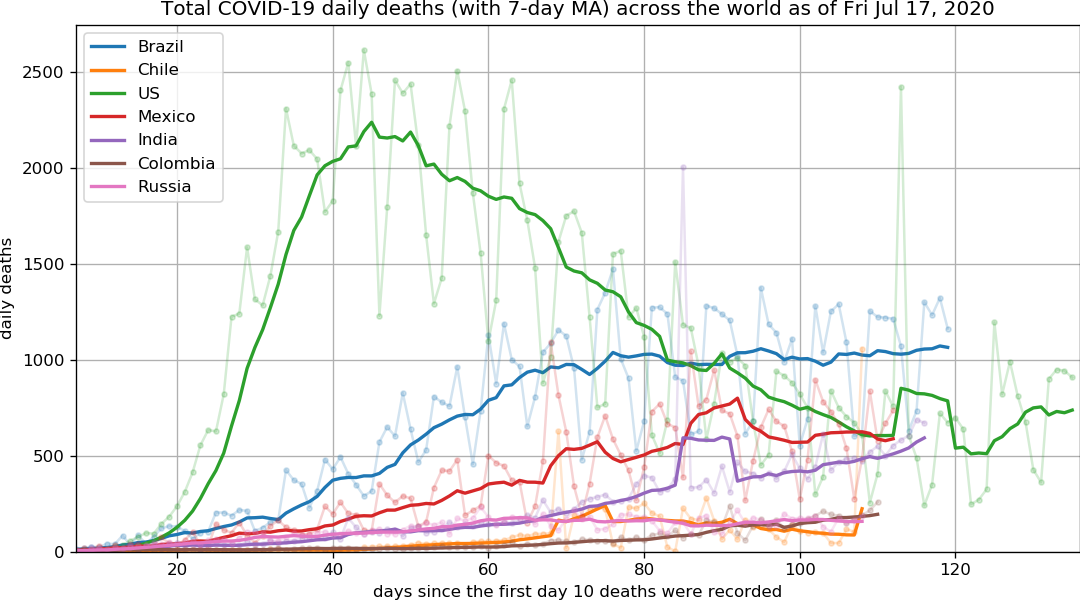 Total COVID-19 daily deaths (with 7-day MA) across the world as of Fri Jul 17, 2020
Brazil
Chile
US
Mexico
India
Colombia
Russia
2500
2000
1500
1000
500
0
daily deaths
20 40 60 80 100 120
days since the first day 10 deaths were recorded